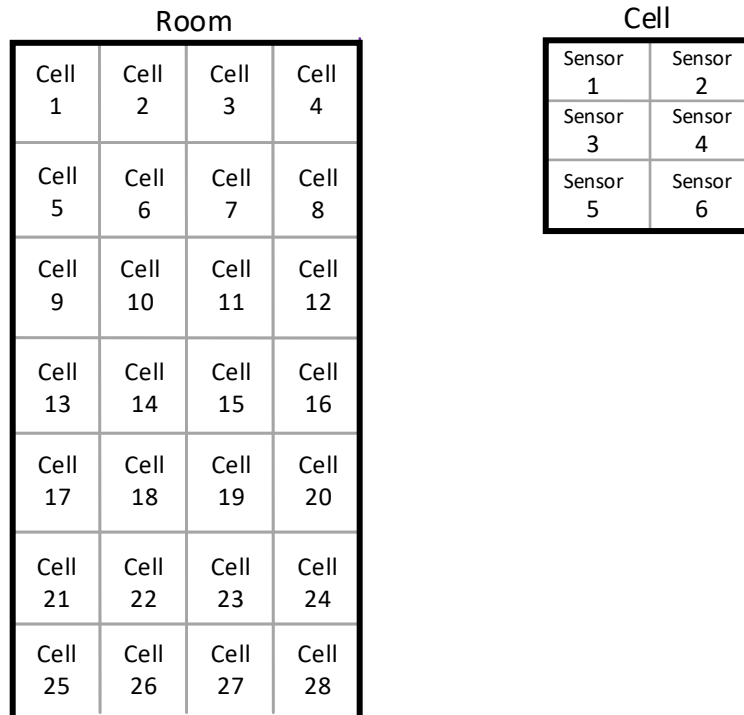 Room
Cell Cell Cell Cell
1 2 3 4
Cell Cell Cell Cell
5 6 7 8
Cell Cell Cell Cell
9 10 11 12
Cell Cell Cell Cell
13 14 15 16
Cell Cell Cell Cell
17 18 19 20
Cell Cell Cell Cell
21 22 23 24
Cell Cell Cell Cell
25 26 27 28
Cell
Sensor Sensor
1 2
Sensor Sensor
3 4
Sensor Sensor
5 6